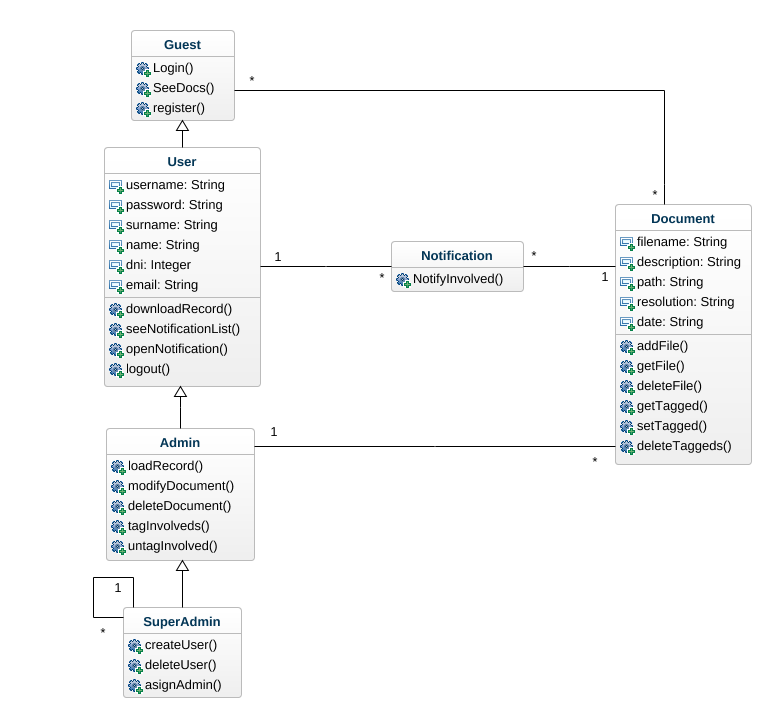 Guest
Login()
SeeDocs()
register()
*
*
User
username: String
password: String
surname: String
name: String
dni: Integer
email: String
downloadRecord()
seeNotificationList()
openNotification()
logout()
1
*
Notification
NotifyInvolved()
*
1
Document
filename: String
description: String
path: String
resolution: String
date: String
addFile()
getFile()
deleteFile()
getTagged()
setTagged()
deleteTaggeds()
Admin
loadRecord()
modifyDocument()
deleteDocument()
tagInvolveds()
untagInvolved()
1
*
1
*
SuperAdmin
createUser()
deleteUser()
asignAdmin()